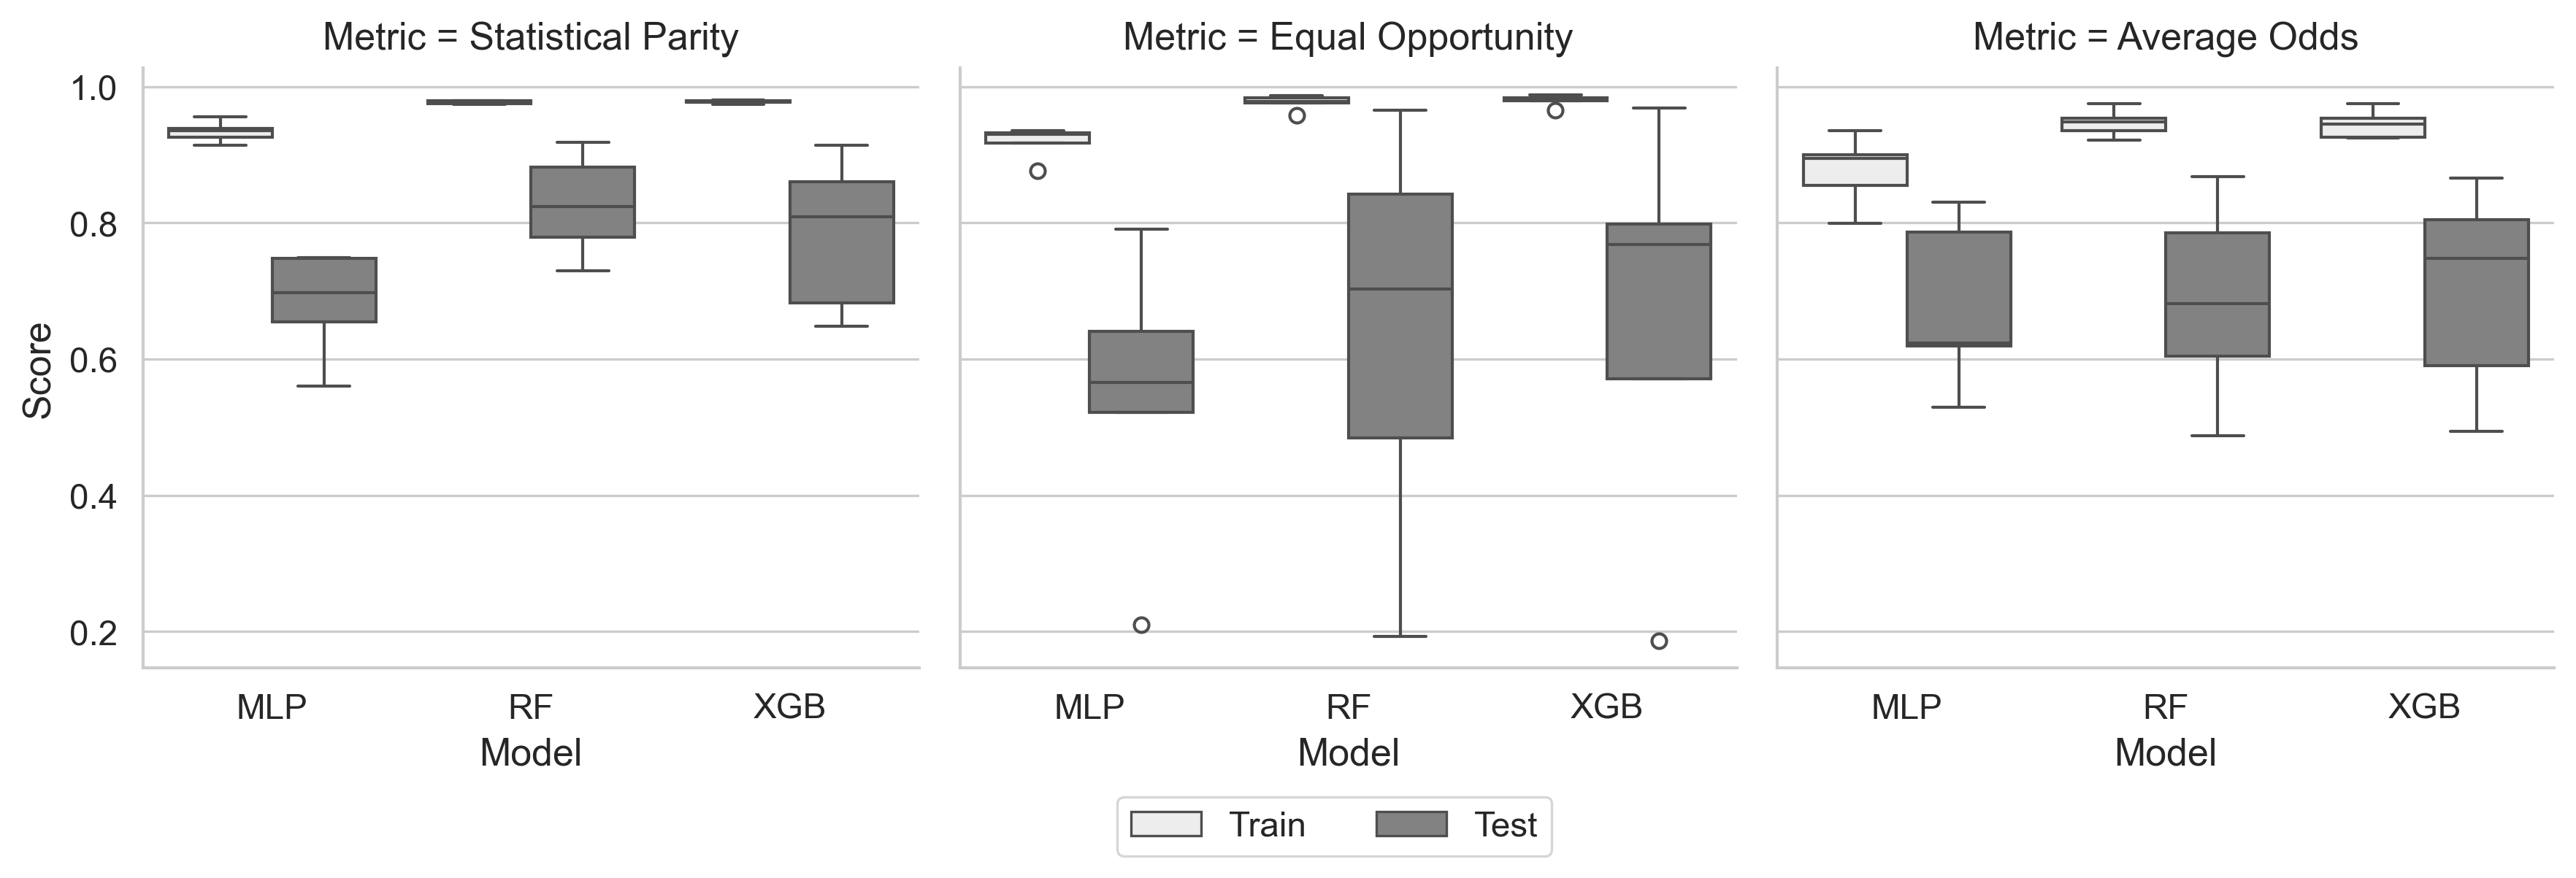 Metric = Statistical Parity
Metric = Equal Opportunity
Metric = Average Odds
Score
1.0
0.8
0.6
0.4
0.2
MLP RF XGB
MLP RF XGB
MLP RF XGB
Model
Model
Model
Train Test